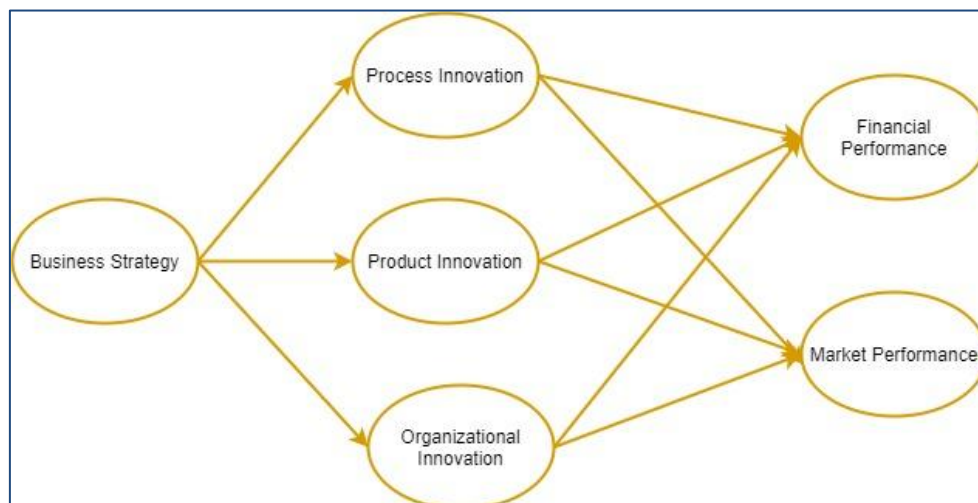 Process Innovation
Financial
Performance
Business Strategy
Product Innovation
Market Performance
Organizational
Innovation